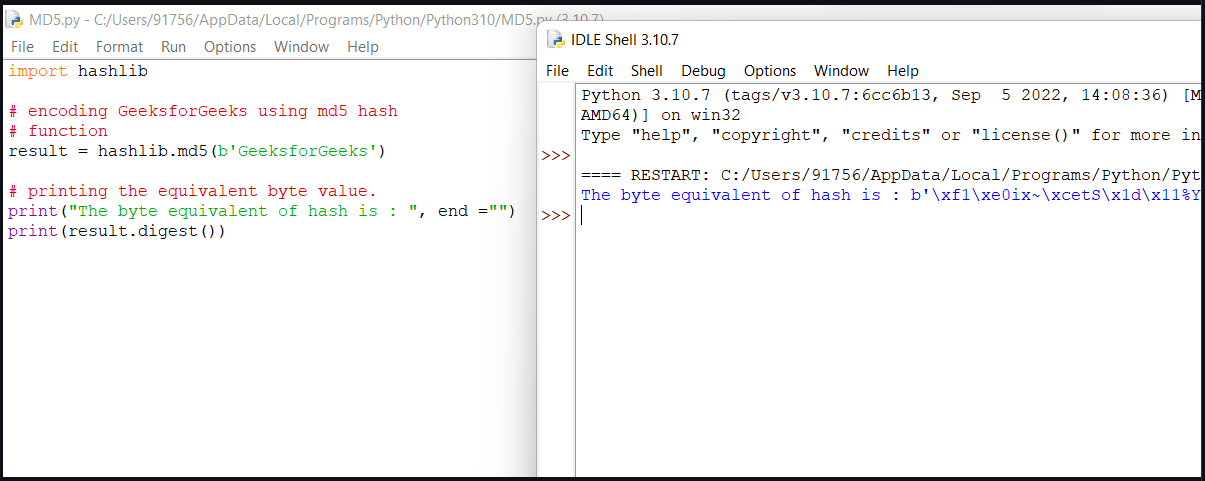 MD5.py - C:/Users/91756/AppData/Local/Programs/Python/Python310/MD5.py (3.10.7)
File Edit Format Run Options Window Help
import hashlib
# encoding GeeksforGeeks using md5 hash
# function
result = hashlib.md5(b'GeeksforGeeks')
# printing the equivalent byte value.
print("The byte equivalent of hash is : ", end ="")
print(result.digest())
IDLE Shell 3.10.7
File Edit Shell Debug Options Window Help
Python 3.10.7 (tags/v3.10.7:6cc6b13, Sep  5 2022, 14:08:36) [M
AMD64)] on win32
Type "help", "copyright", "credits" or "license()" for more in
>>>
==== RESTART: C:/Users/91756/AppData/Local/Programs/Python/Pyt
The byte equivalent of hash is : b'\xf1\xe0ix~\xcetS\x1d\x11%Y
>>>